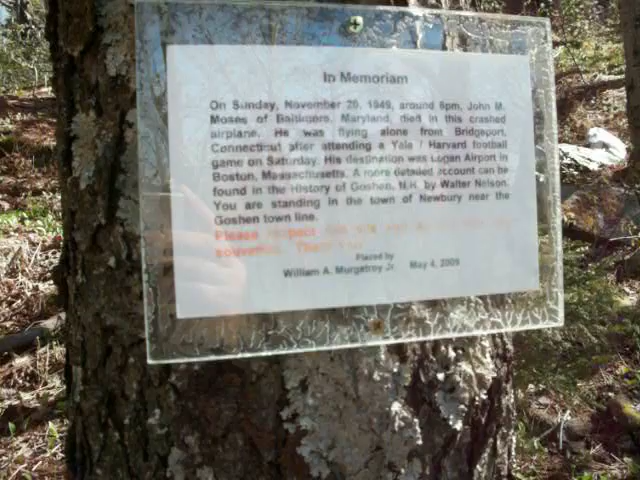 In Memoriam
On Sunday, November 20, 1949, around 6pm, John M.
Moses of Baltimore, Maryland, died in this crashed
airplane. He was flying alone from Bridgeport,
Connecticut after attending a Yale / Harvard football
game on Saturday. His destination was Logan Airport in
Boston, Massachusetts. A more detailed account can be
found in the History of Goshen, N.H. by Walter Nelson.
You are standing in the town of Newbury near the
Goshen town line.
Please respect
souvenirs. Thank You
Placed by
William A. Murgatroy Jr. May 4, 2009